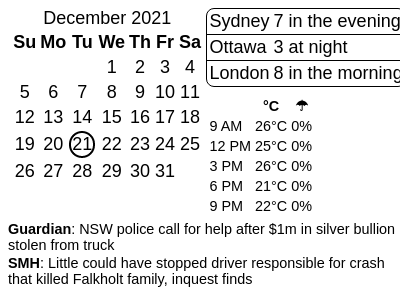 December 2021
Su Mo Tu We Th Fr Sa
1 2 3 4
5 6 7 8 9 10 11
12 13 14 15 16 17 18
19 20 21 22 23 24 25
26 27 28 29 30 31
Sydney 7 in the evening
Ottawa 3 at night
London 8 in the morning
°C ☂
9 AM 26°C 0%
12 PM 25°C 0%
3 PM 26°C 0%
6 PM 21°C 0%
9 PM 22°C 0%
Guardian: NSW police call for help after $1m in silver bullion
stolen from truck
SMH: Little could have stopped driver responsible for crash
that killed Falkholt family, inquest finds